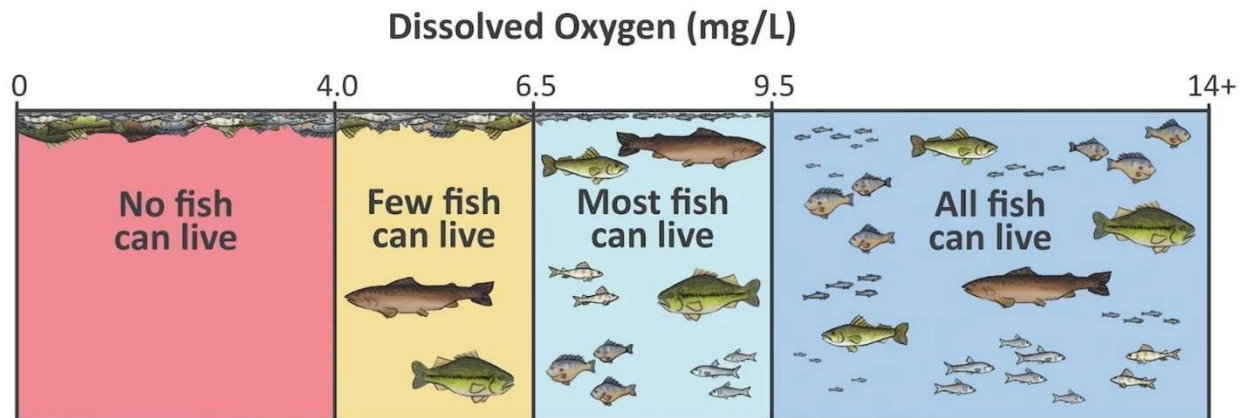 Dissolved Oxygen (mg/L)
0 4.0 6.5 9.5 14+
No fish
can live
Few fish
can live
Most fish
can live
All fish
can live